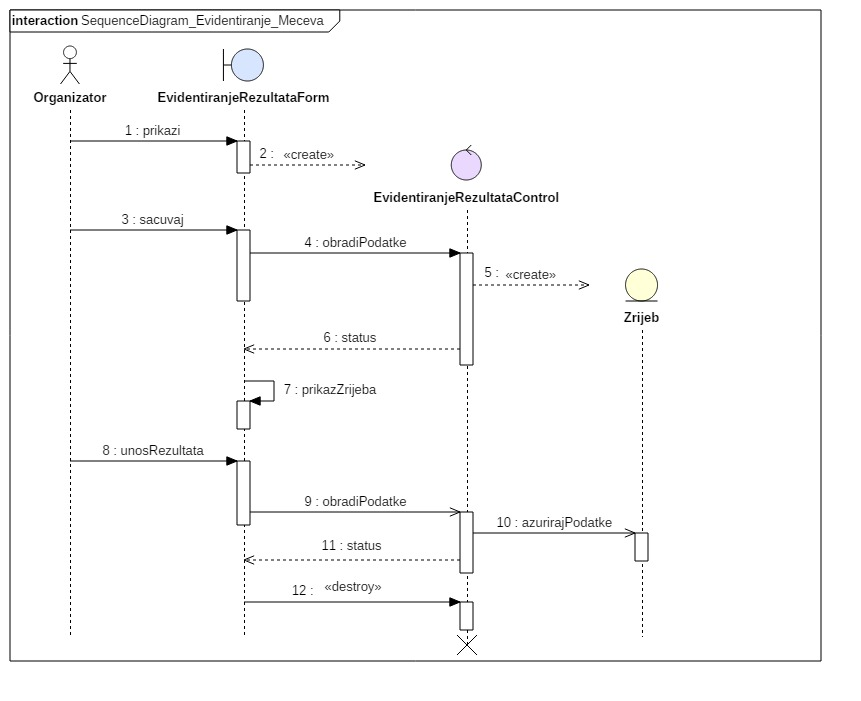 interaction SequenceDiagram_Evidentiranje_Meceva
Organizator
EvidentiranjeRezultataForm
1 : prikazi
2 : «create»
EvidentiranjeRezultataControl
3 : sacuvaj
4 : obradiPodatke
5 : «create»
Zrijeb
6 : status
7 : prikazZrijeba
8 : unosRezultata
9 : obradiPodatke
10 : azurirajPodatke
11 : status
12 : «destroy»